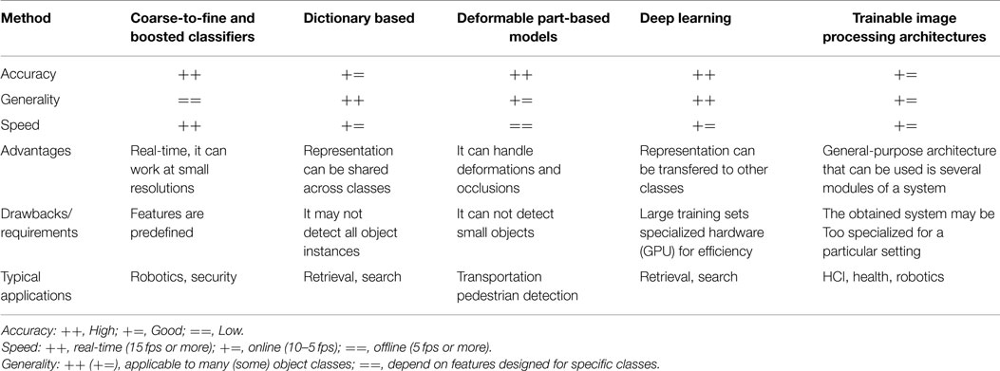 Method Coarse-to-fine and boosted classifiers Dictionary based Deformable part-based models Deep learning Trainable image processing architectures
Accuracy ++ += ++ ++ +=
Generality == ++ += ++ +=
Speed ++ += == += +=
Advantages Real-time, it can work at small resolutions Representation can be shared across classes It can handle deformations and occlusions Representation can be transfered to other classes General-purpose architecture that can be used is several modules of a system
Drawbacks/ requirements Features are predefined It may not detect all object instances It can not detect small objects Large training sets specialized hardware (GPU) for efficiency The obtained system may be Too specialized for a particular setting
Typical applications Robotics, security Retrieval, search Transportation pedestrian detection Retrieval, search HCI, health, robotics
Accuracy: ++, High; +=, Good; ==, Low.
Speed: ++, real-time (15 fps or more); +=, online (10–5 fps); ==, offline (5 fps or more).
Generality: ++ (+=), applicable to many (some) object classes; ==, depend on features designed for specific classes.